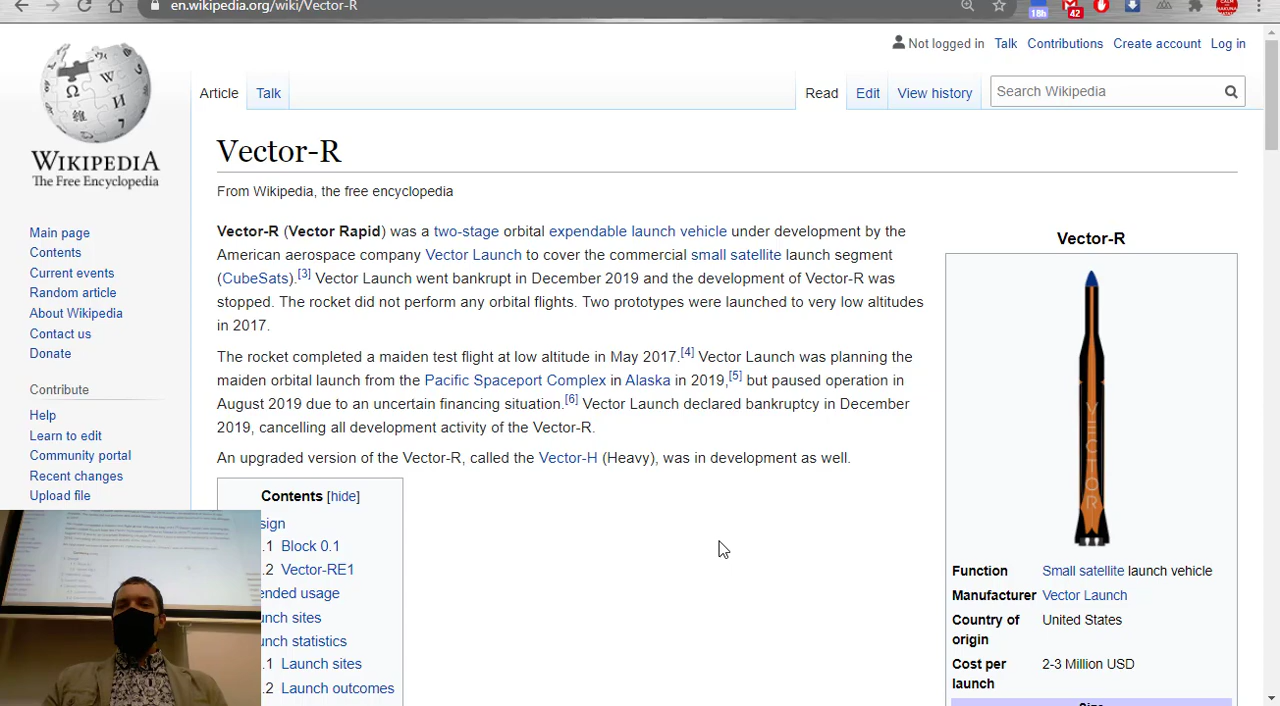 en.wikipedia.org/wiki/Vector-R
18h
42
Not logged in Talk Contributions Create account Log in
Article Talk
Read Edit View history
Search Wikipedia
WIKIPEDIA
The Free Encyclopedia
Main page
Contents
Current events
Random article
About Wikipedia
Contact us
Donate
Contribute
Help
Learn to edit
Community portal
Recent changes
Upload file
Vector-R
From Wikipedia, the free encyclopedia
Vector-R (Vector Rapid) was a two-stage orbital expendable launch vehicle under development by the
American aerospace company Vector Launch to cover the commercial small satellite launch segment
(CubeSats).[3] Vector Launch went bankrupt in December 2019 and the development of Vector-R was
stopped. The rocket did not perform any orbital flights. Two prototypes were launched to very low altitudes
in 2017.
The rocket completed a maiden test flight at low altitude in May 2017.[4] Vector Launch was planning the
maiden orbital launch from the Pacific Spaceport Complex in Alaska in 2019,[5] but paused operation in
August 2019 due to an uncertain financing situation.[6] Vector Launch declared bankruptcy in December
2019, cancelling all development activity of the Vector-R.
An upgraded version of the Vector-R, called the Vector-H (Heavy), was in development as well.
Contents [hide]
sign
.1 Block 0.1
.2 Vector-RE1
ended usage
unch sites
unch statistics
.1 Launch sites
.2 Launch outcomes
Vector-R
VECTOR
Function Small satellite launch vehicle
Manufacturer Vector Launch
Country of origin United States
Cost per launch 2-3 Million USD
Size